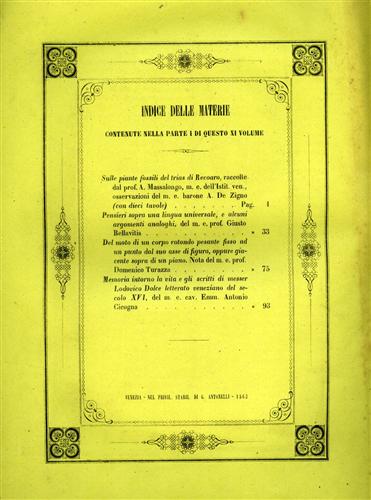 INDICE DELLE MATERIE
CONTENUTE NELLA PARTE I DI QUESTO XI VOLUME
Sulle piante fossili del trias di Recoaro, raccolte
dal prof. A. Massalongo, m. e. dell'Istit. ven.,
osservazioni del m. e. barone A. De Zigno
(con dieci tavole) . . . . . . . . Pag. 1
Pensieri sopra una lingua universale, e alcuni
argomenti analoghi, del m. e. prof. Giusto
Bellavitis . . . . . . . . . . » 33
Del moto di un corpo rotondo pesante fisso ad
un punto dal suo asse di figura, oppure gia-
cente sopra di un piano. Nota del m. e. prof.
Domenico Turazza . . . . . . . . » 75
Memoria intorno la vita e gli scritti di messer
Lodovico Dolce letterato veneziano del se-
colo XVI, del m. e. cav. Emm. Antonio
Cicogna . . . . . . . . . . » 93
VENEZIA - NEL PRIVIL. STABIL. DI G. ANTONELLI - 1862